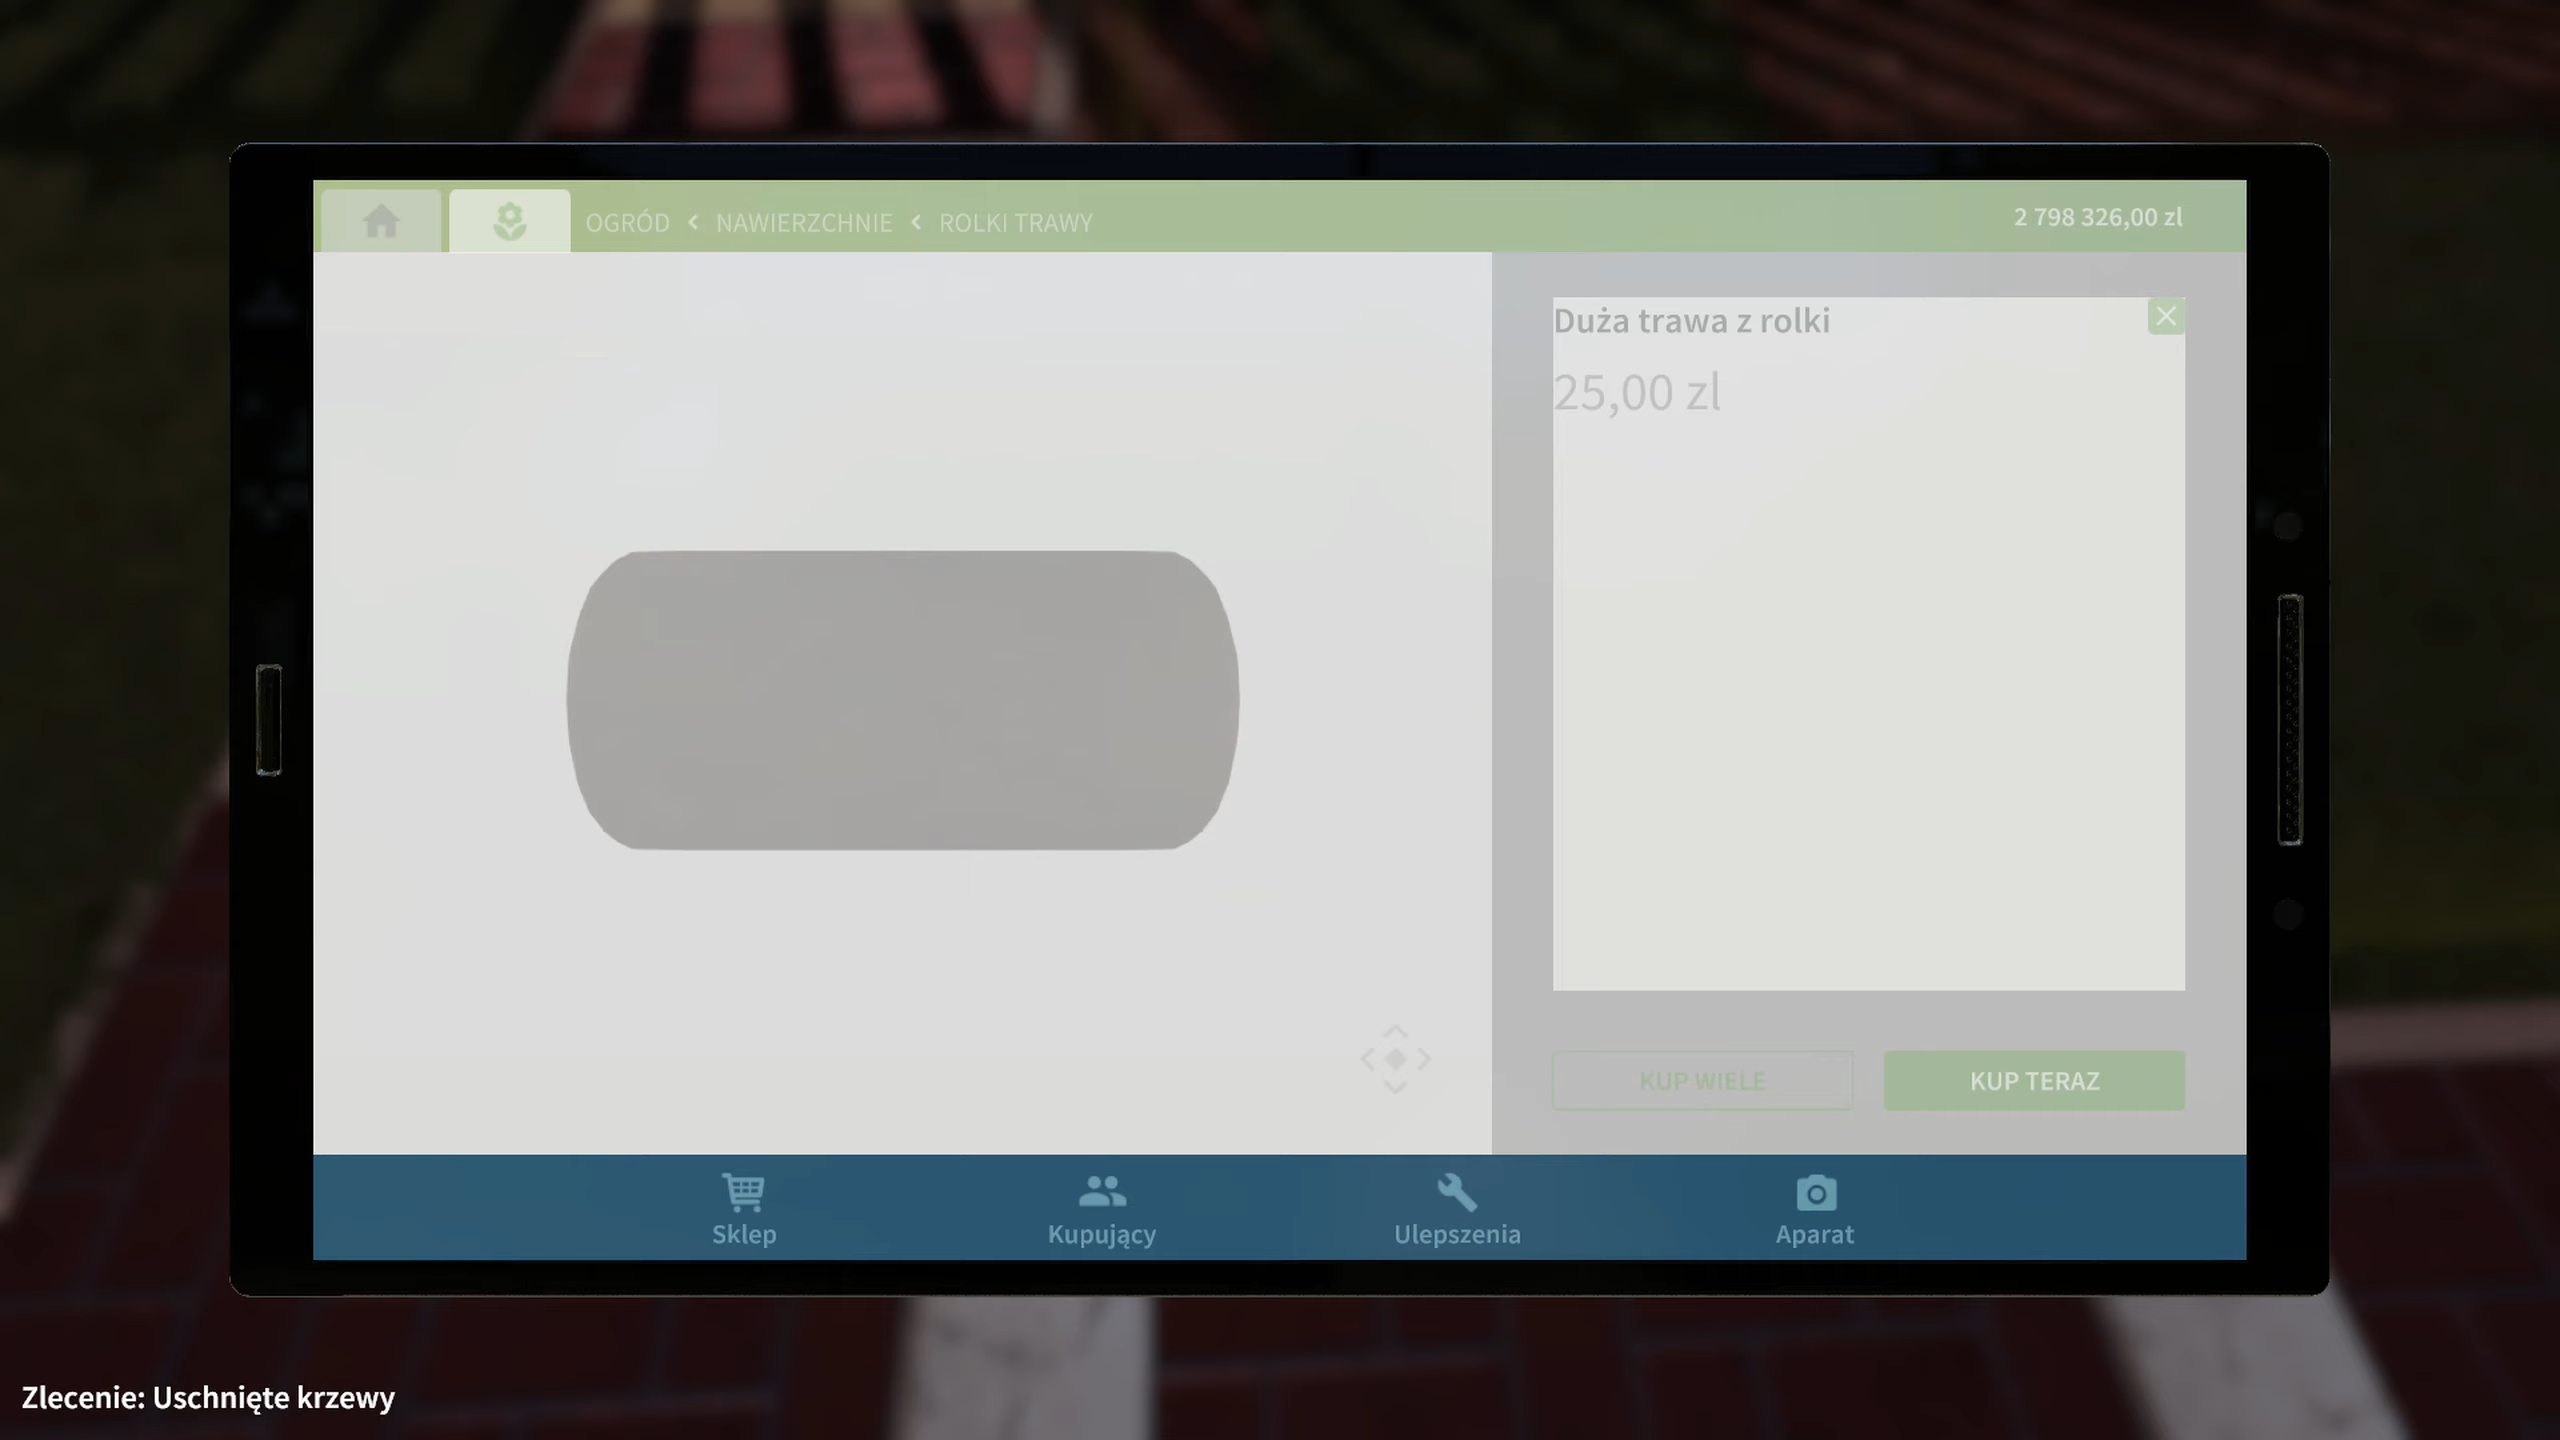 OGRÓD < NAWIERZCHNIE < ROLKI TRAWY
2 798 326,00 zl
Duża trawa z rolki
25,00 zl
KUP WIELE
KUP TERAZ
Sklep
Kupujący
Ulepszenia
Aparat
Zlecenie: Uschnięte krzewy